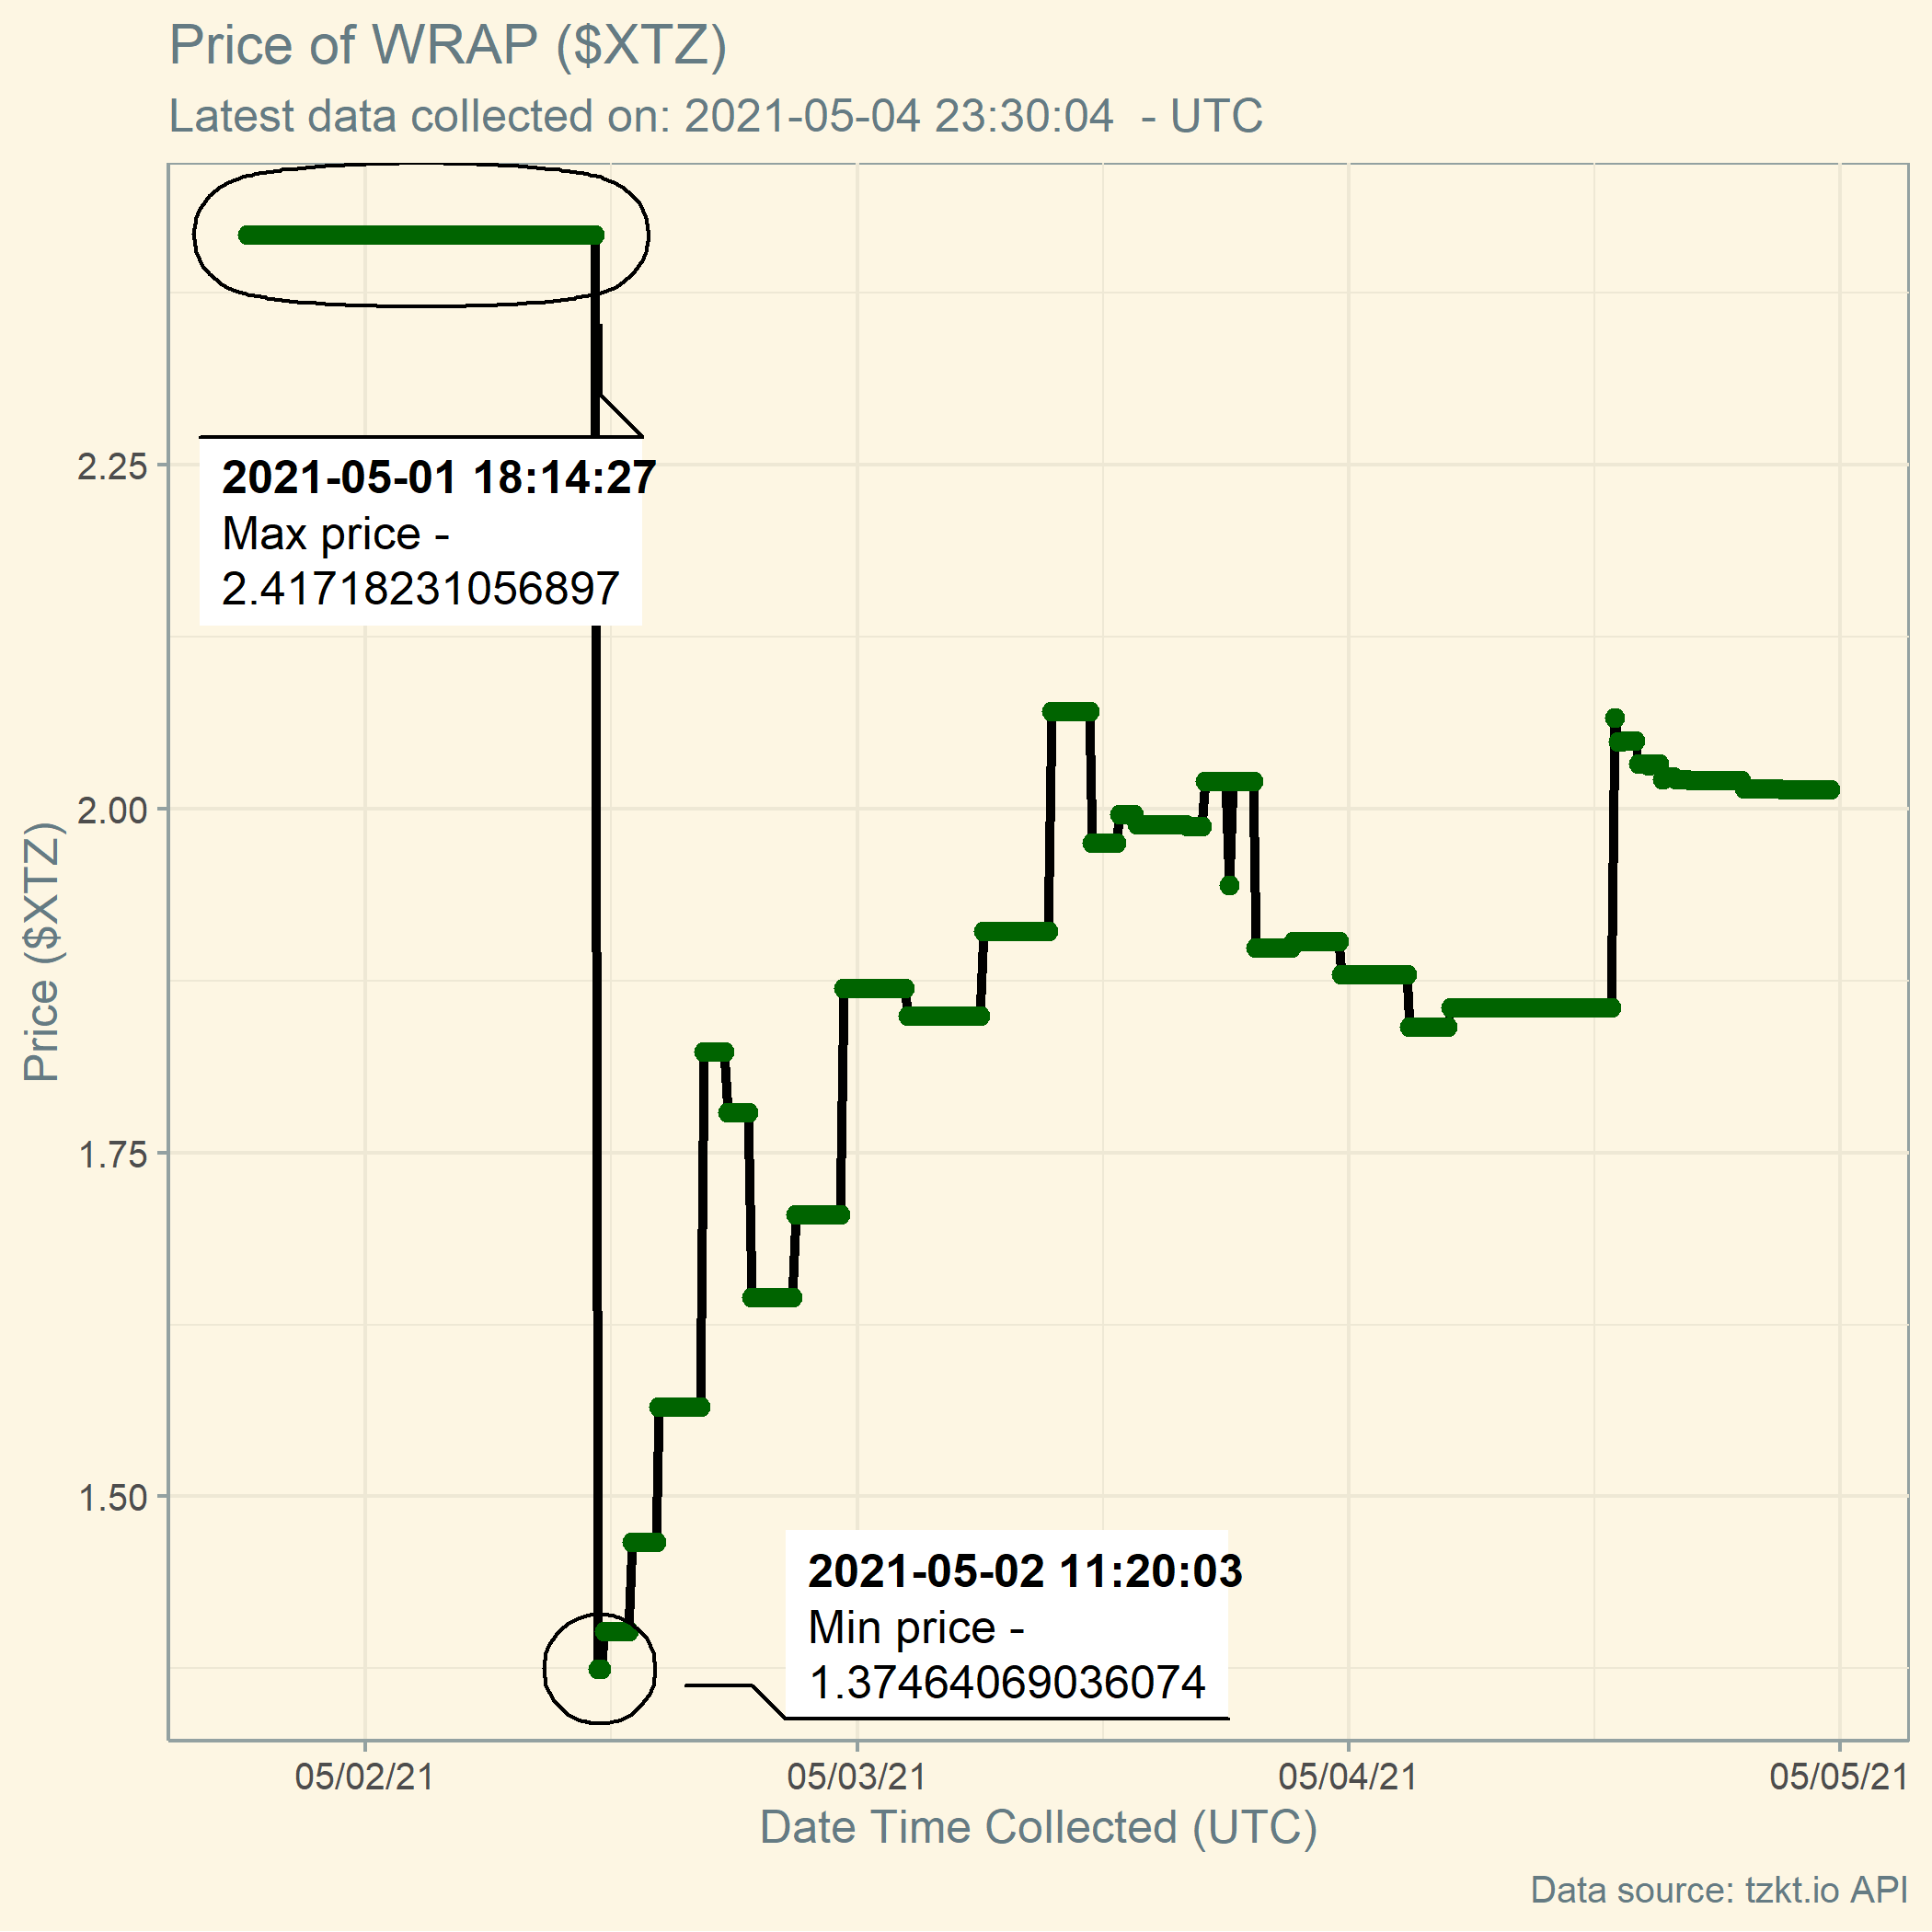 Price of WRAP ($XTZ)
Latest data collected on: 2021-05-04 23:30:04  - UTC
2021-05-01 18:14:27
Max price -
2.41718231056897
2.25
2.00
1.75
1.50
Price ($XTZ)
2021-05-02 11:20:03
Min price -
1.37464069036074
05/02/21
05/03/21
05/04/21
05/05/21
Date Time Collected (UTC)
Data source: tzkt.io API